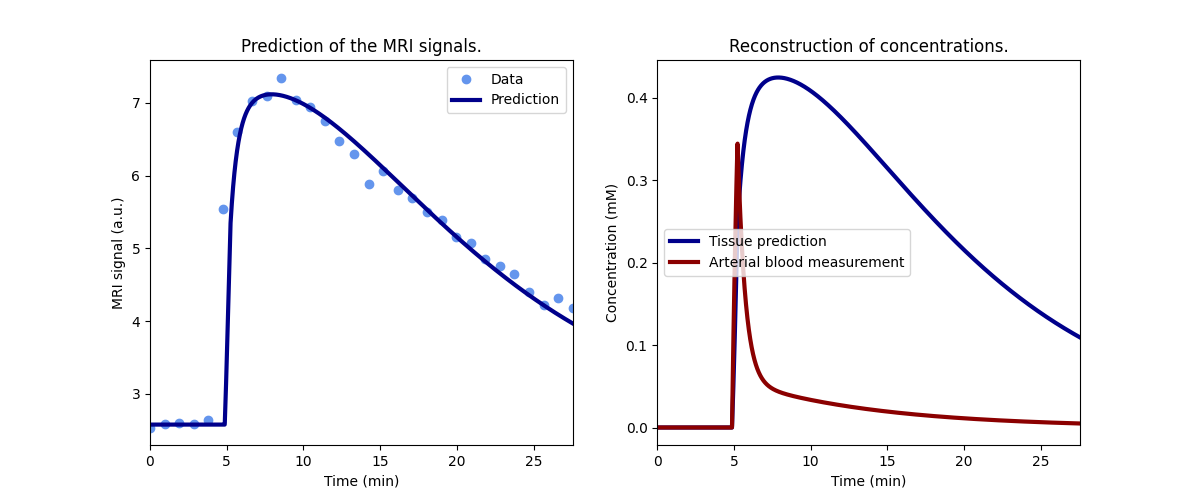 Prediction of the MRI signals.
MRI signal (a.u.)
7
6
5
4
3
Data
Prediction
0 5 10 15 20 25
Time (min)
Reconstruction of concentrations.
Concentration (mM)
0.4
0.3
0.2
0.1
0.0
Tissue prediction
Arterial blood measurement
0 5 10 15 20 25
Time (min)